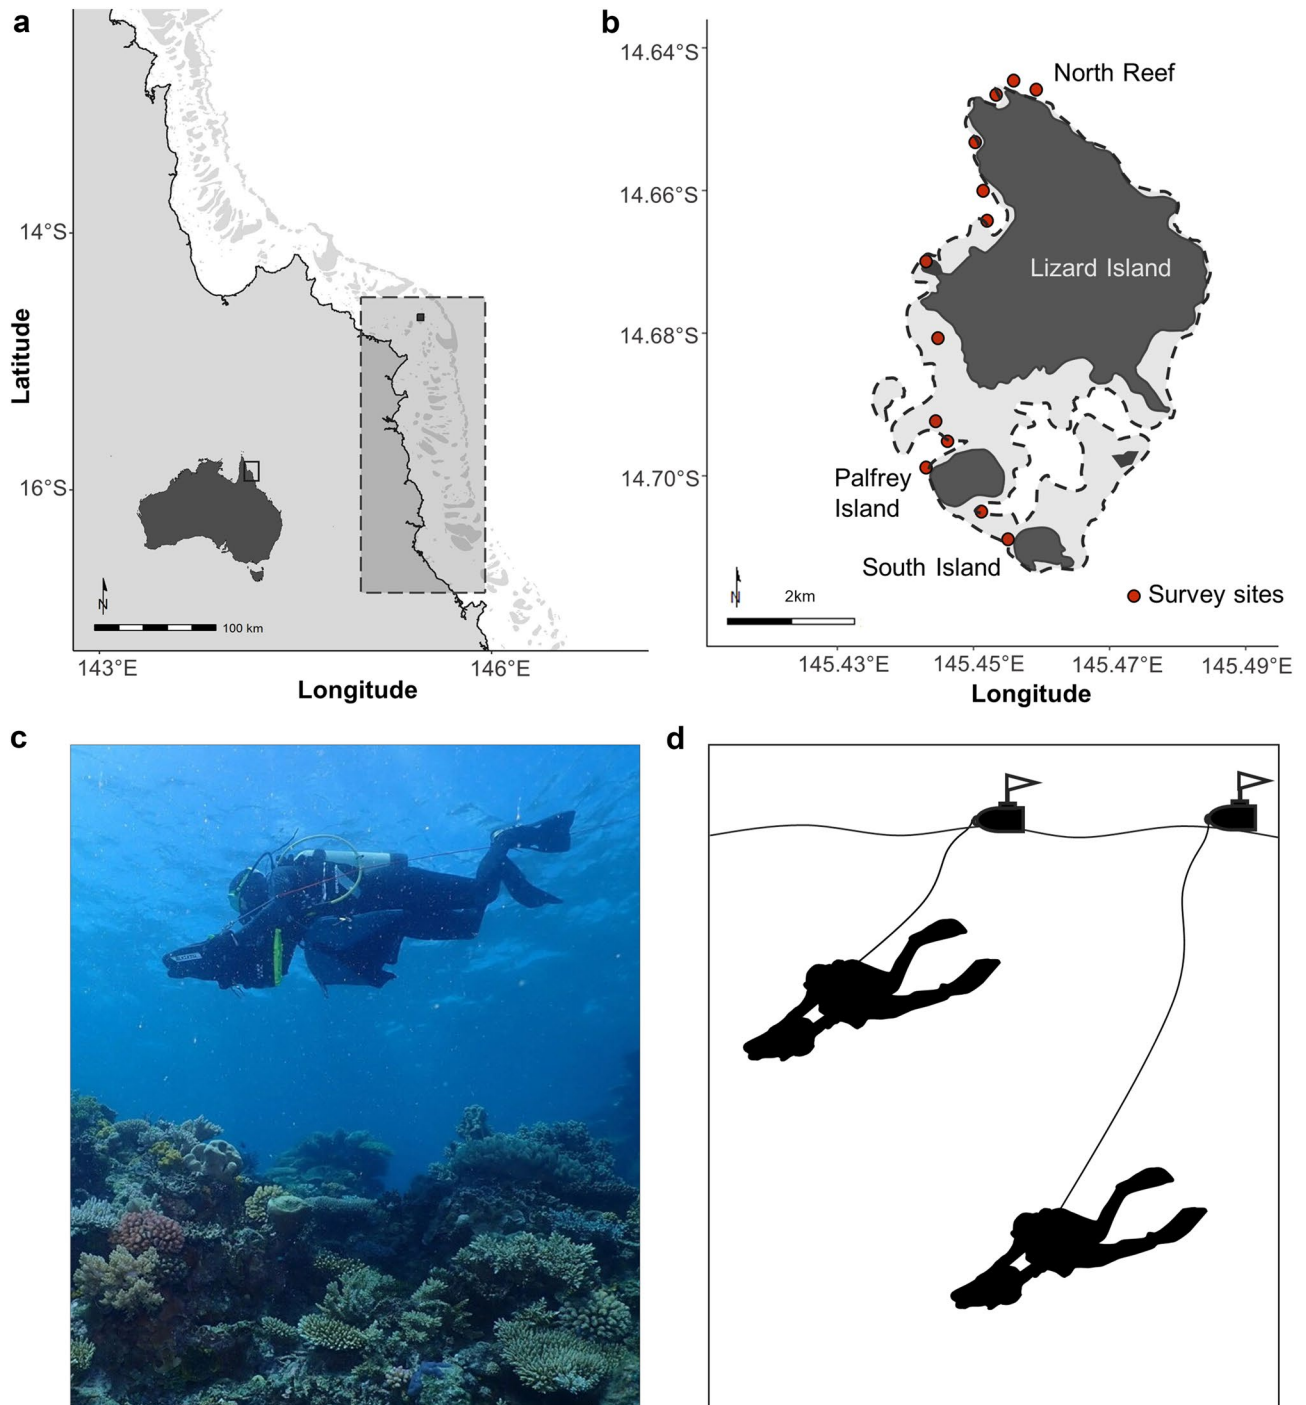 a
Latitude
14°S
16°S
N
100 km
143°E
146°E
Longitude
b
14.64°S
14.66°S
14.68°S
14.70°S
North Reef
Lizard Island
Palfrey
Island
South Island
N
2km
Survey sites
145.43°E
145.45°E
145.47°E
145.49°E
Longitude
c
d